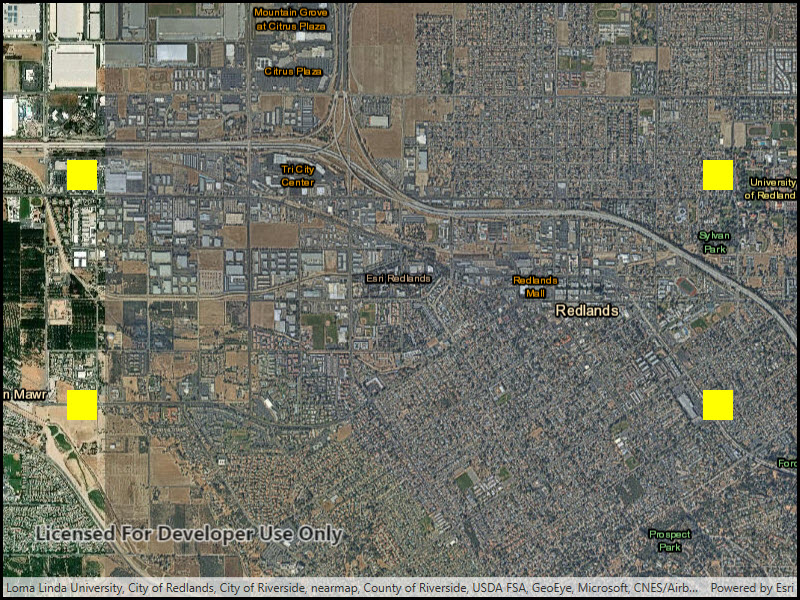 Mountain Grove
at Citrus Plaza
Citrus Plaza
Tri City
Center
University
of Redland
Sylvan
Park
Esri Redlands
Redlands
Mall
Redlands
n Mawr
Ford
Licensed For Developer Use Only
Prospect
Park
Loma Linda University, City of Redlands, City of Riverside, nearmap, County of Riverside, USDA FSA, GeoEye, Microsoft, CNES/Airb...
Powered by Esri